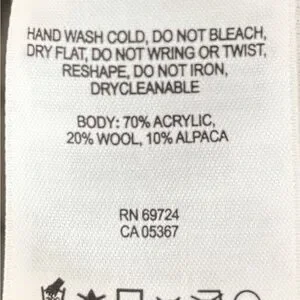 HAND WASH COLD, DO NOT BLEACH,
DRY FLAT, DO NOT WRING OR TWIST,
RESHAPE, DO NOT IRON,
DRYCLEANABLE
BODY: 70% ACRYLIC,
20% WOOL, 10% ALPACA
RN 69724
CA 05367